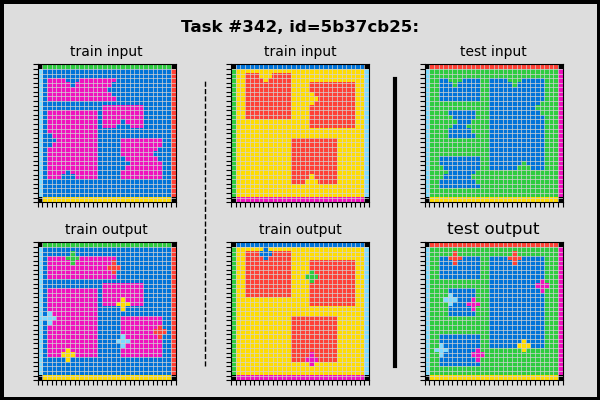 Task #342, id=5b37cb25:
train input
train input
test input
train output
train output
test output